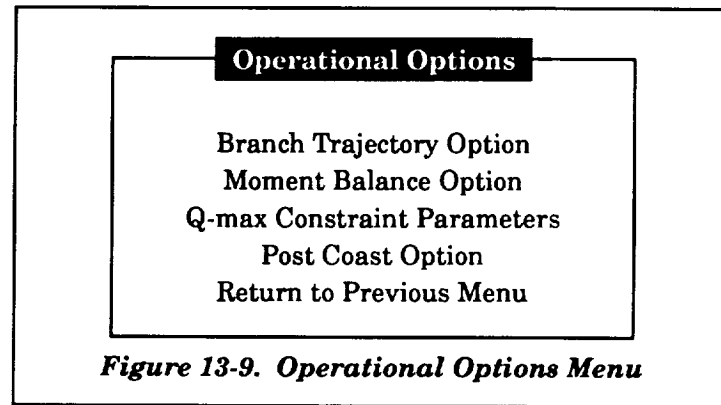 Operational Options
Branch Trajectory Option
Moment Balance Option
Q-max Constraint Parameters
Post Coast Option
Return to Previous Menu
Figure 13-9. Operational Options Menu